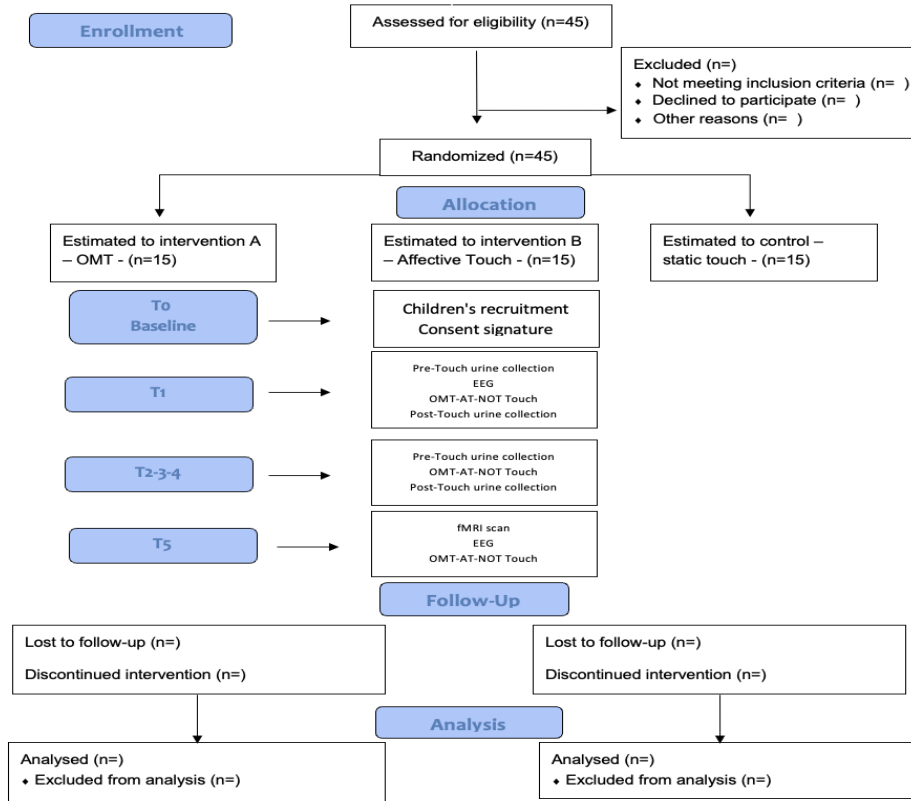 Enrollment
Assessed for eligibility (n=45)
Excluded (n=)
◆ Not meeting inclusion criteria (n= )
◆ Declined to participate (n= )
◆ Other reasons (n= )
Randomized (n=45)
Allocation
Estimated to intervention A
– OMT - (n=15)
Estimated to intervention B
– Affective Touch - (n=15)
Estimated to control –
static touch - (n=15)
T0
Baseline
Children's recruitment
Consent signature
T1
Pre-Touch urine collection
EEG
OMT-AT-NOT Touch
Post-Touch urine collection
T2-3-4
Pre-Touch urine collection
OMT-AT-NOT Touch
Post-Touch urine collection
T5
fMRI scan
EEG
OMT-AT-NOT Touch
Follow-Up
Lost to follow-up (n=)
Discontinued intervention (n=)
Lost to follow-up (n=)
Discontinued intervention (n=)
Analysis
Analysed (n=)
◆ Excluded from analysis (n=)
Analysed (n=)
◆ Excluded from analysis (n=)